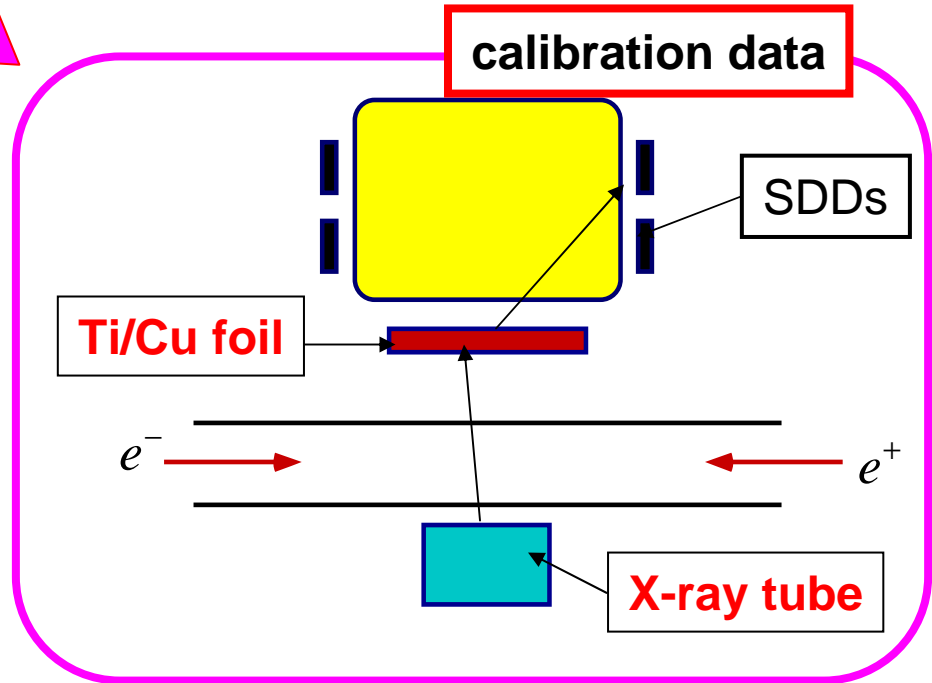 calibration data
SDDs
Ti/Cu foil
e⁻
e⁺
X-ray tube